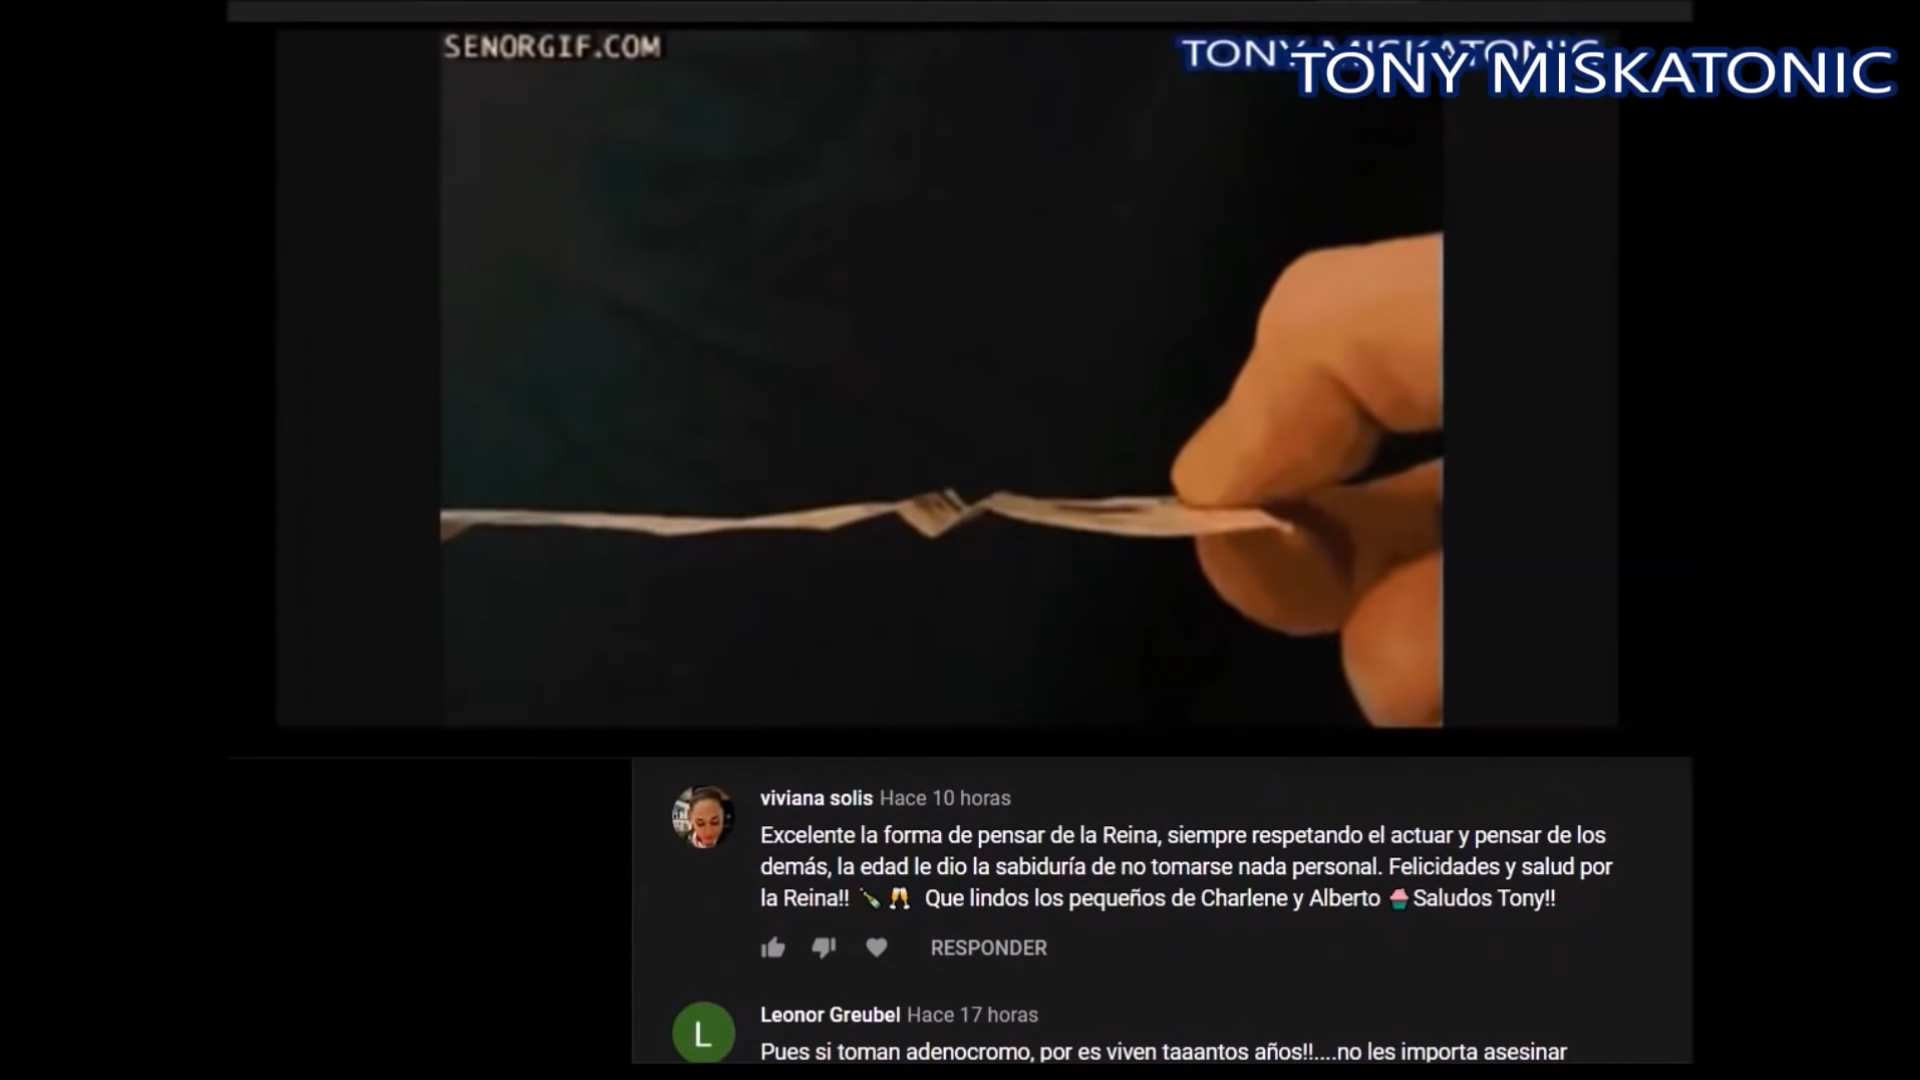 SENORGIF.COM
TONY MISKATONIC
TONY MISKATONIC
viviana solis Hace 10 horas
Excelente la forma de pensar de la Reina, siempre respetando el actuar y pensar de los
demás, la edad le dio la sabiduría de no tomarse nada personal. Felicidades y salud por
la Reina!! 🍾 🥂 Que lindos los pequeños de Charlene y Alberto 🧁Saludos Tony!!
RESPONDER
L
Leonor Greubel Hace 17 horas
Pues si toman adenocromo, por es viven taaantos años!!....no les importa asesinar